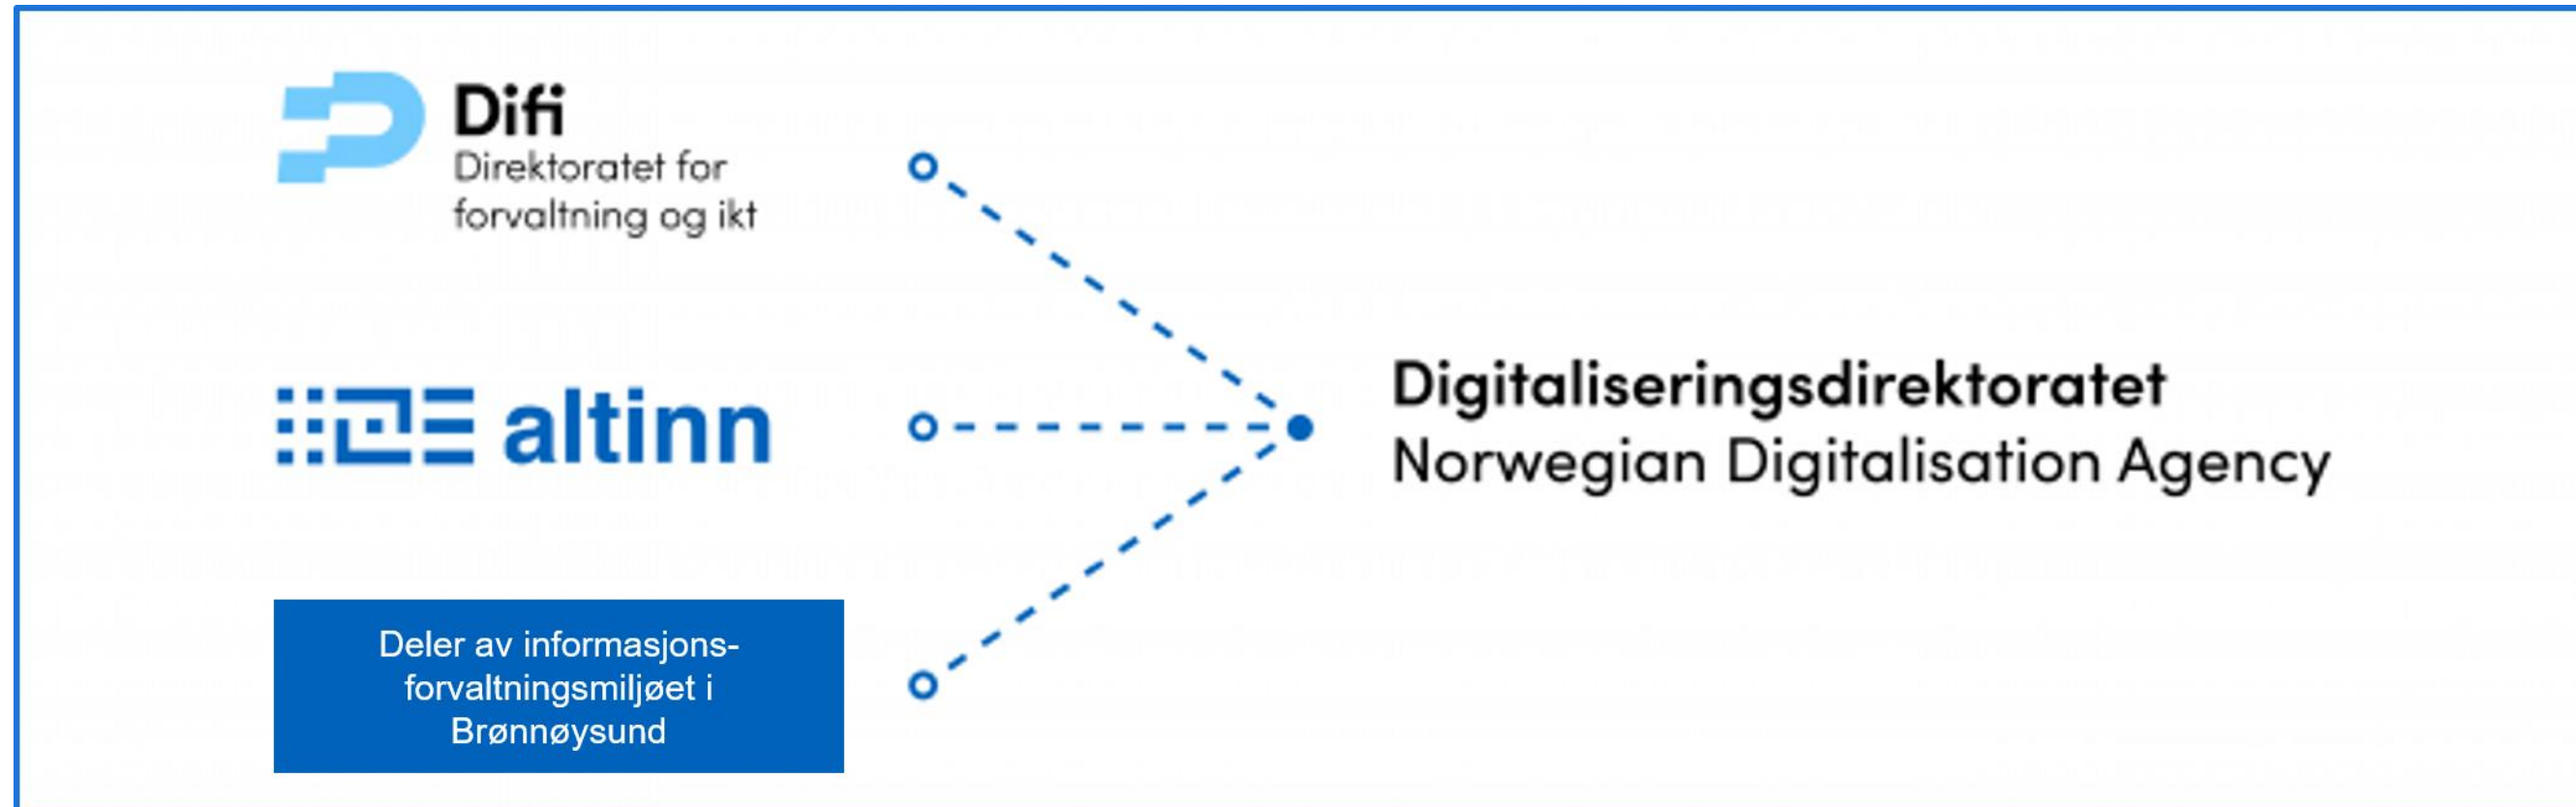 Difi
Direktoratet for
forvaltning og ikt
altinn
Digitaliseringsdirektoratet
Norwegian Digitalisation Agency
Deler av informasjons-
forvaltningsmiljøet i
Brønnøysund